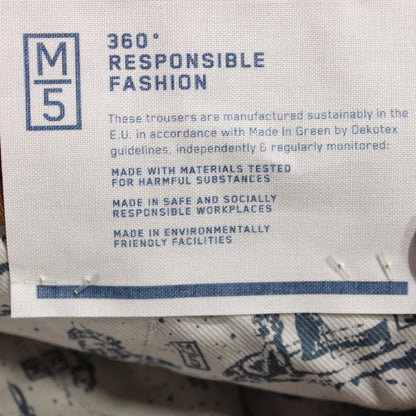 M
5
360°
RESPONSIBLE
FASHION
These trousers are manufactured sustainably in the
E.U. in accordance with Made In Green by Oekotex
guidelines, independently & regularly monitored:
MADE WITH MATERIALS TESTED
FOR HARMFUL SUBSTANCES
MADE IN SAFE AND SOCIALLY
RESPONSIBLE WORKPLACES
MADE IN ENVIRONMENTALLY
FRIENDLY FACILITIES